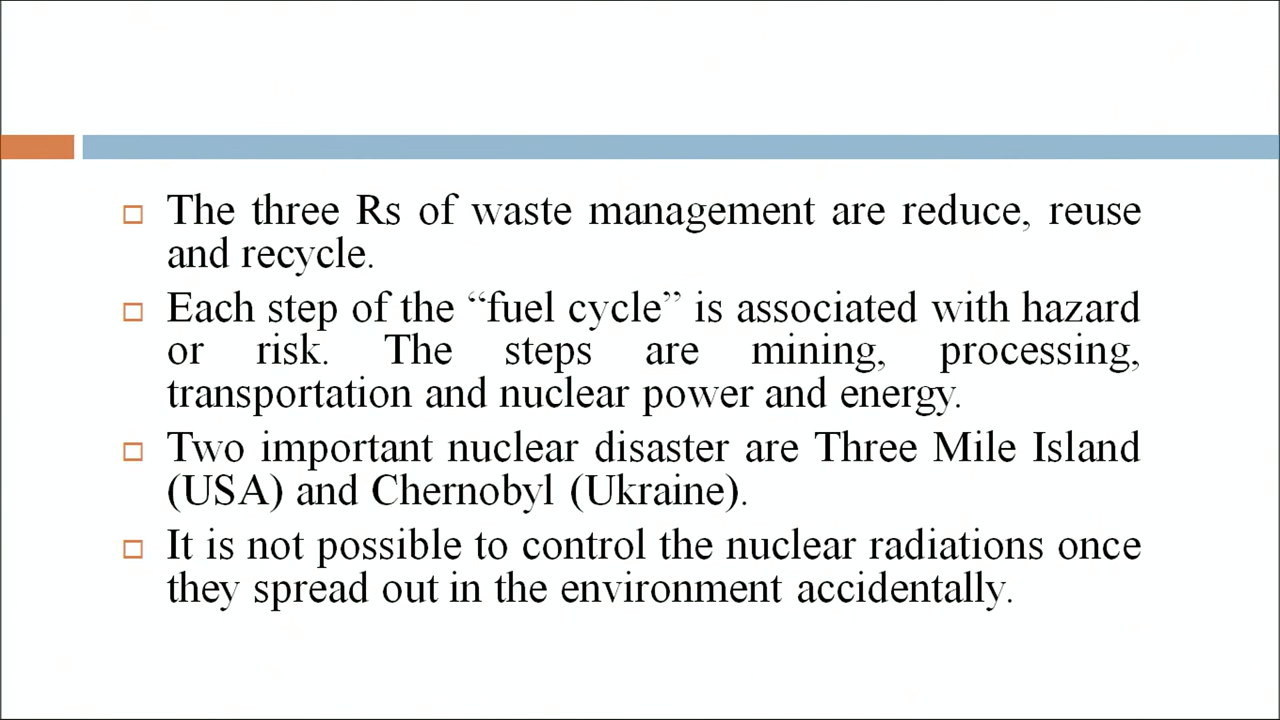 The three Rs of waste management are reduce, reuse
and recycle.
Each step of the “fuel cycle” is associated with hazard
or risk. The steps are mining, processing,
transportation and nuclear power and energy.
Two important nuclear disaster are Three Mile Island
(USA) and Chernobyl (Ukraine).
It is not possible to control the nuclear radiations once
they spread out in the environment accidentally.